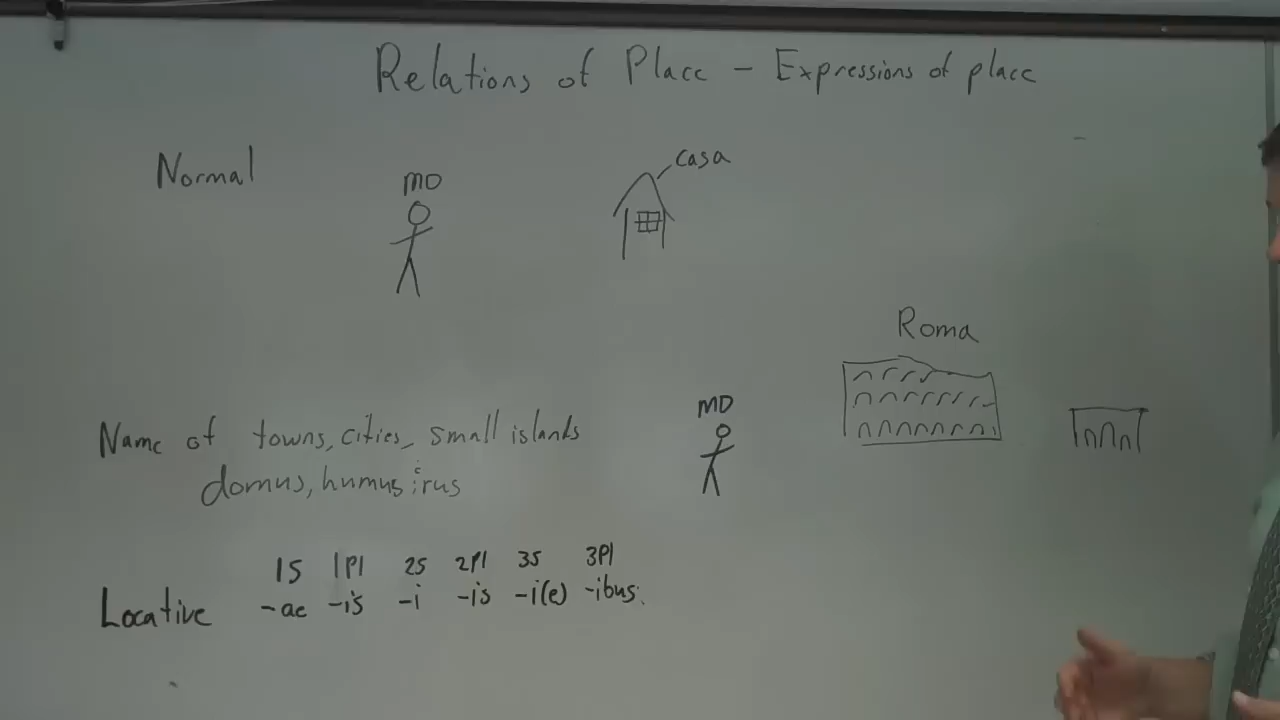 Relations of Place - Expressions of place
Normal
MD
casa
Roma
MD
Name of towns, cities, small islands
domus, humus, rus
1S 1Pl 2S 2Pl 3S 3Pl
Locative -ae -is -i -is -i(e) -ibus